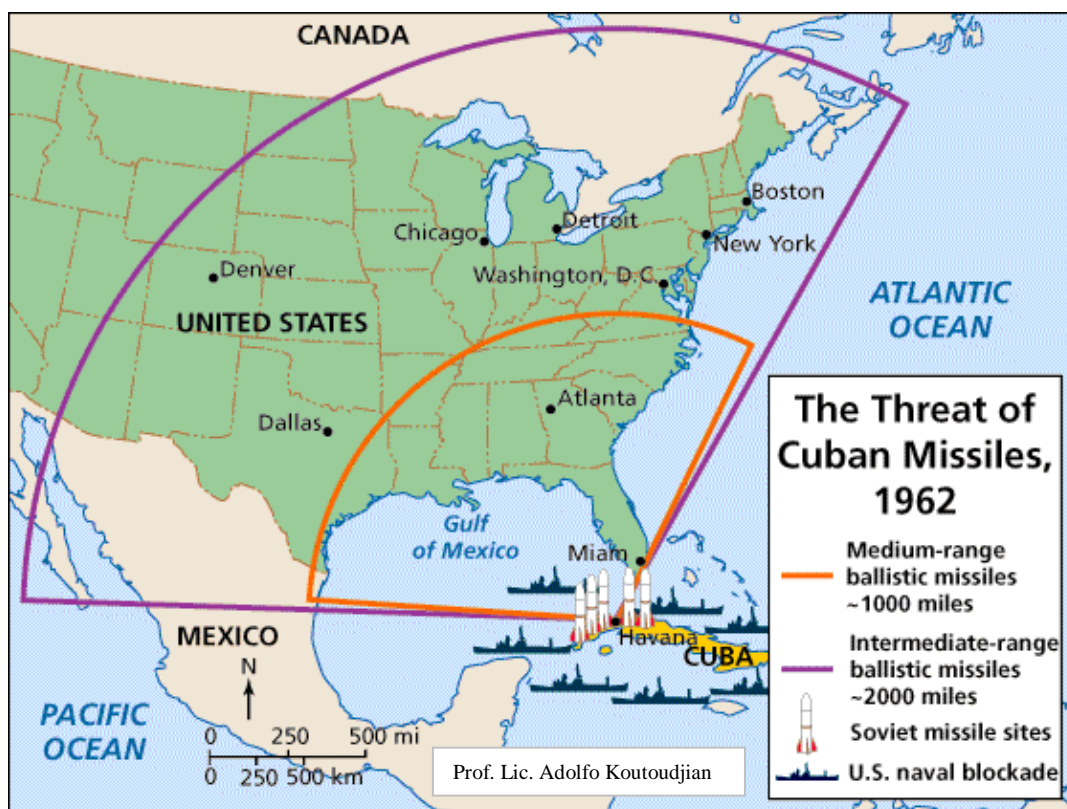 CANADA
Boston
Detroit
Chicago
New York
Washington, D.C.
Denver
ATLANTIC
OCEAN
UNITED STATES
Atlanta
Dallas
Gulf
of Mexico
Miam
Havana
CUBA
MEXICO
N
PACIFIC
OCEAN
0 250 500 mi
0 250 500 km
Prof. Lic. Adolfo Koutoudjian
The Threat of
Cuban Missiles,
1962
Medium-range
ballistic missiles
~1000 miles
Intermediate-range
ballistic missiles
~2000 miles
Soviet missile sites
U.S. naval blockade